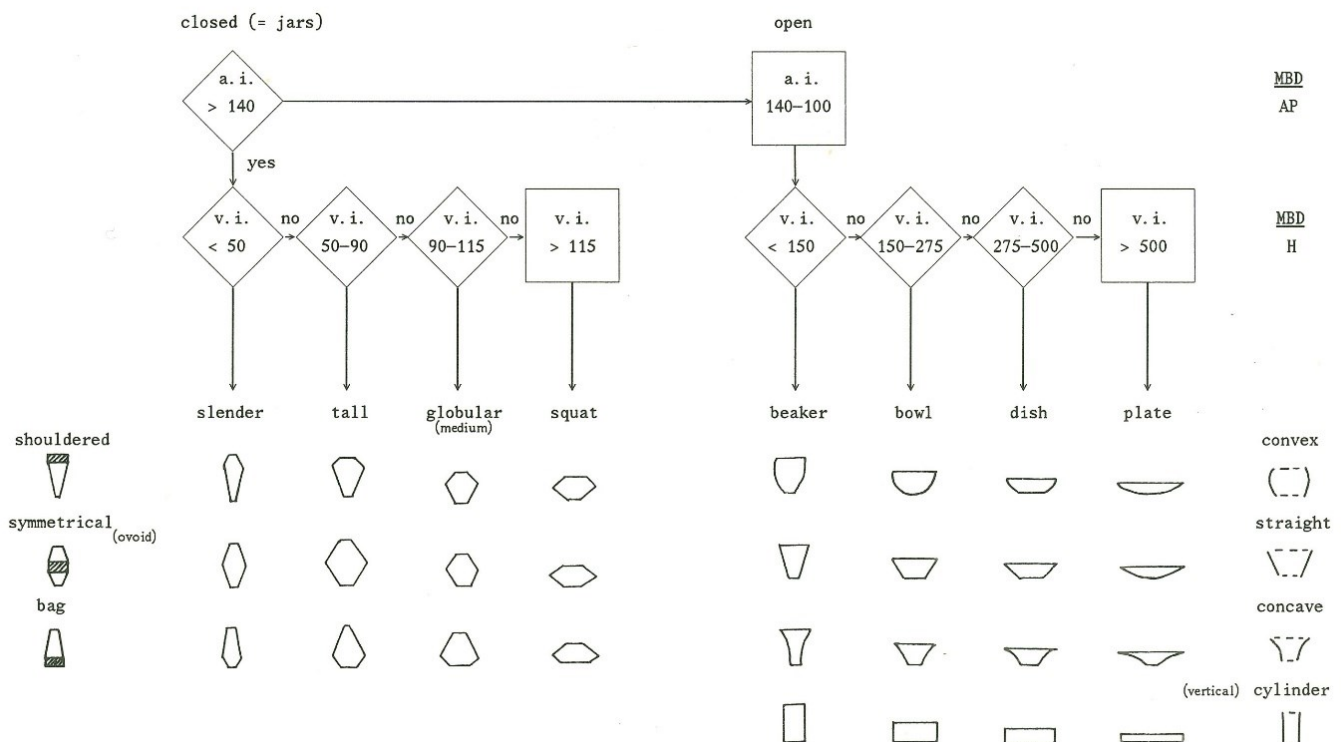 closed (= jars)
open
a.i.
> 140
a.i.
140—100
MBD
AP
yes
v.i.
< 50
no
v.i.
50—90
no
v.i.
90—115
no
v.i.
> 115
v.i.
< 150
no
v.i.
150—275
no
v.i.
275—500
no
v.i.
> 500
MBD
H
slender
tall
globular
(medium)
squat
beaker
bowl
dish
plate
shouldered
convex
symmetrical
(ovoid)
straight
bag
concave
(vertical) cylinder